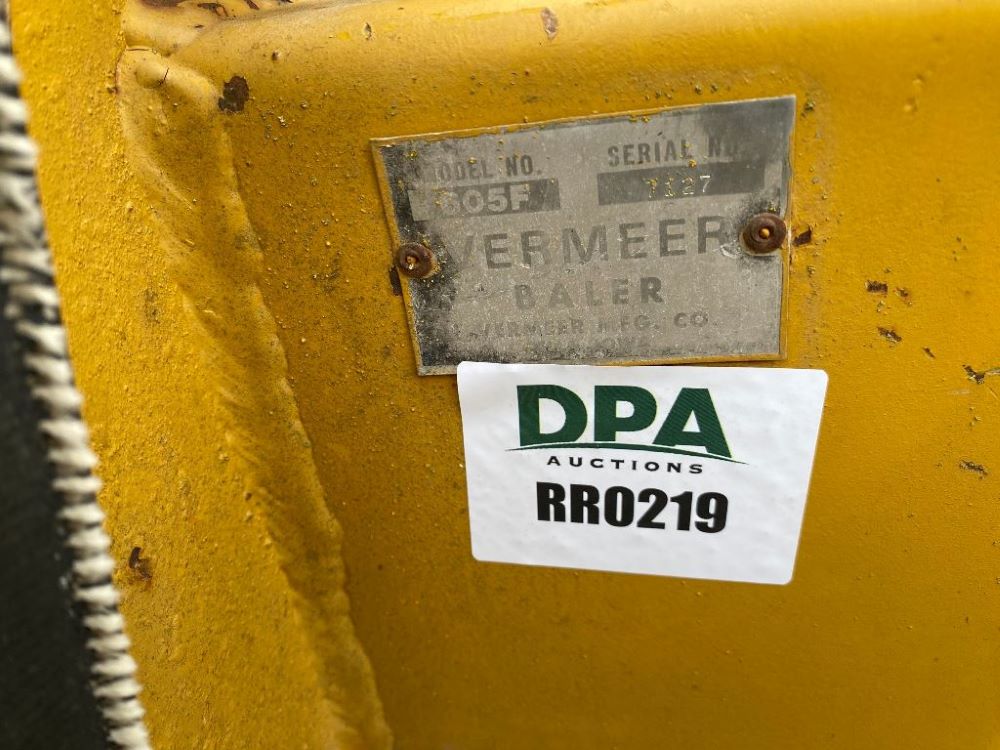 MODEL NO.
605F
SERIAL NO.
7127
VERMEER
BALER
VERMEER MFG. CO.
DPA
AUCTIONS
RR0219